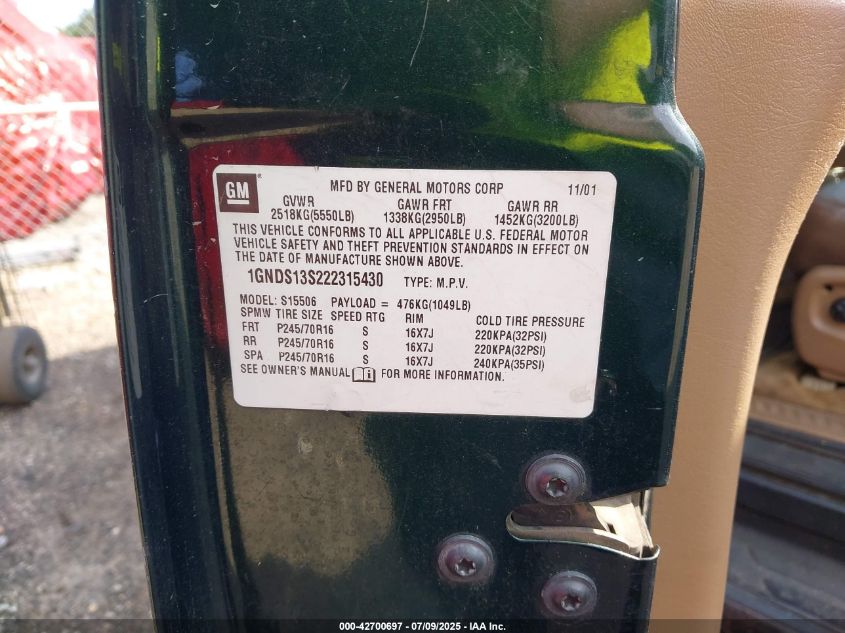 GM® MFD BY GENERAL MOTORS CORP 11/01
GVWR GAWR FRT GAWR RR
2518KG(5550LB) 1338KG(2950LB) 1452KG(3200LB)
THIS VEHICLE CONFORMS TO ALL APPLICABLE U.S. FEDERAL MOTOR
VEHICLE SAFETY AND THEFT PREVENTION STANDARDS IN EFFECT ON
THE DATE OF MANUFACTURE SHOWN ABOVE.
1GNDS13S222315430 TYPE: M.P.V.
MODEL: S15506 PAYLOAD = 476KG(1049LB)
SPMW TIRE SIZE SPEED RTG RIM COLD TIRE PRESSURE
FRT P245/70R16 S 16X7J 220KPA(32PSI)
RR P245/70R16 S 16X7J 220KPA(32PSI)
SPA P245/70R16 S 16X7J 240KPA(35PSI)
SEE OWNER'S MANUAL FOR MORE INFORMATION.
000-42700697 - 07/09/2025 - IAA Inc.